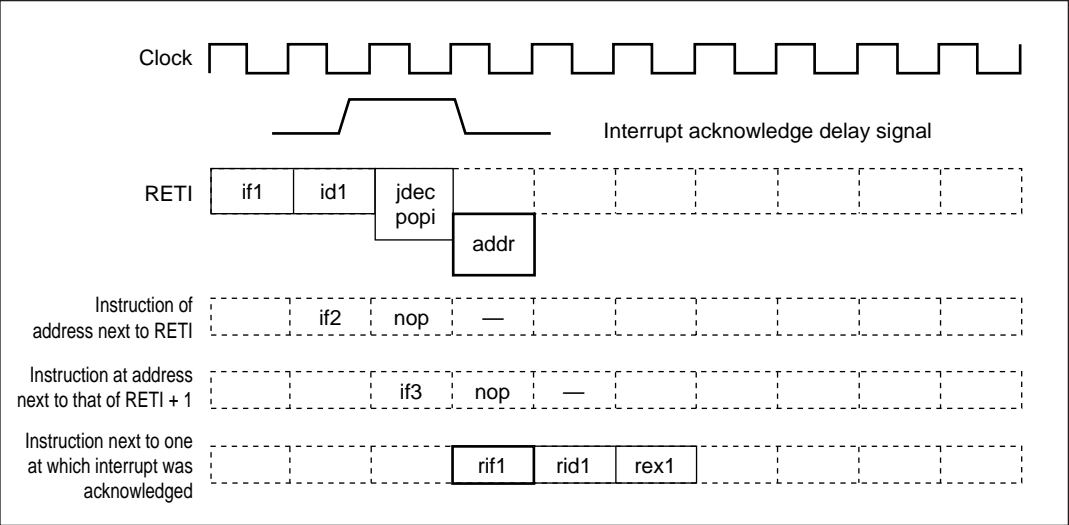 Clock
Interrupt acknowledge delay signal
RETI if1 id1 jdec
popi
addr
Instruction of
address next to RETI if2 nop —
Instruction at address
next to that of RETI + 1 if3 nop —
Instruction next to one
at which interrupt was rif1 rid1 rex1
acknowledged